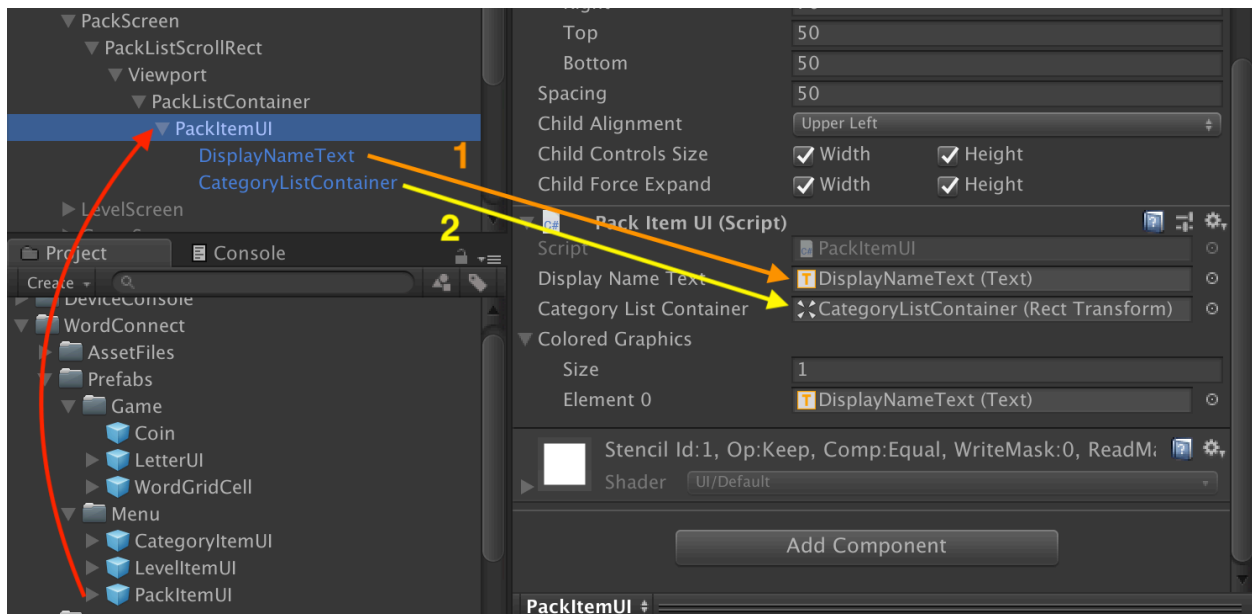 PackScreen
PackListScrollRect
Viewport
PackListContainer
PackItemUI
DisplayNameText
CategoryListContainer
LevelScreen
1
2
Project
Console
Create
DeviceConsole
WordConnect
AssetFiles
Prefabs
Game
Coin
LetterUI
WordGridCell
Menu
CategoryItemUI
LevelItemUI
PackItemUI
Top 50
Bottom 50
Spacing 50
Child Alignment Upper Left
Child Controls Size Width Height
Child Force Expand Width Height
C# Pack Item UI (Script)
Script PackItemUI
Display Name Text DisplayNameText (Text)
Category List Container CategoryListContainer (Rect Transform)
Colored Graphics
Size 1
Element 0 DisplayNameText (Text)
Stencil Id:1, Op:Keep, Comp:Equal, WriteMask:0, ReadM
Shader UI/Default
Add Component
PackItemUI